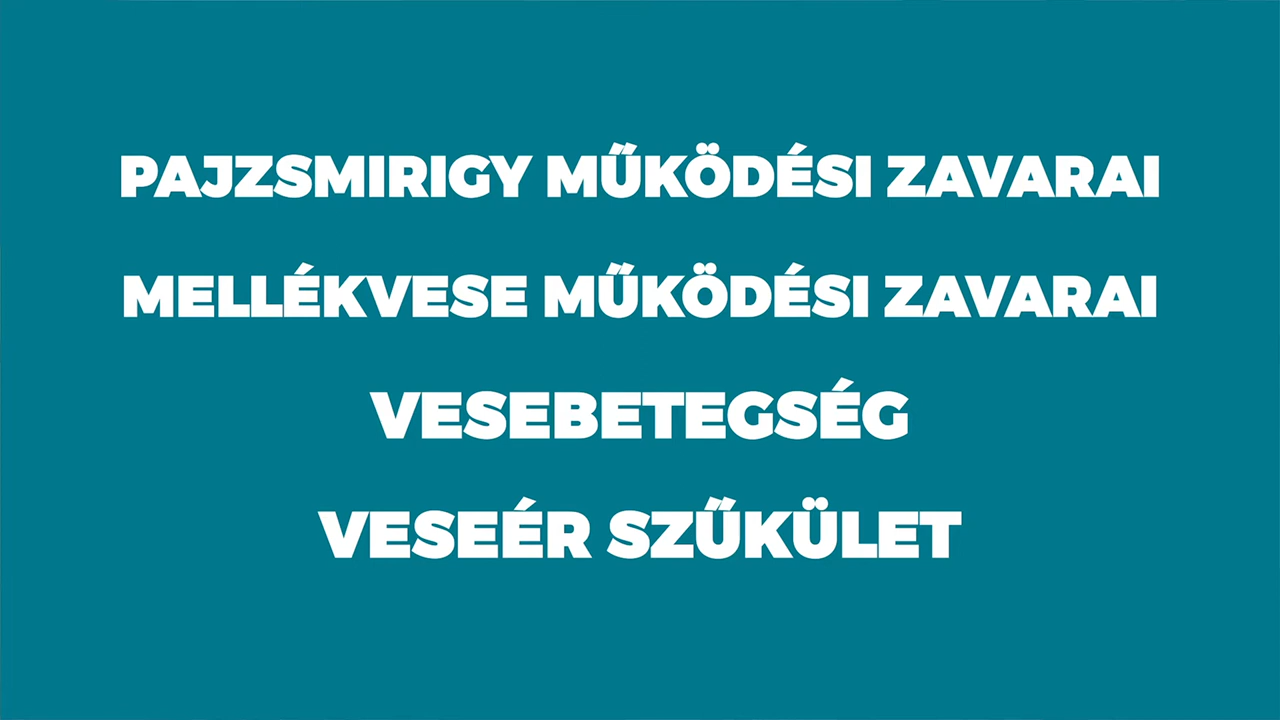 PAJZSMIRIGY MŰKÖDÉSI ZAVARAI
MELLÉKVESE MŰKÖDÉSI ZAVARAI
VESEBETEGSÉG
VESEÉR SZŰKÜLET